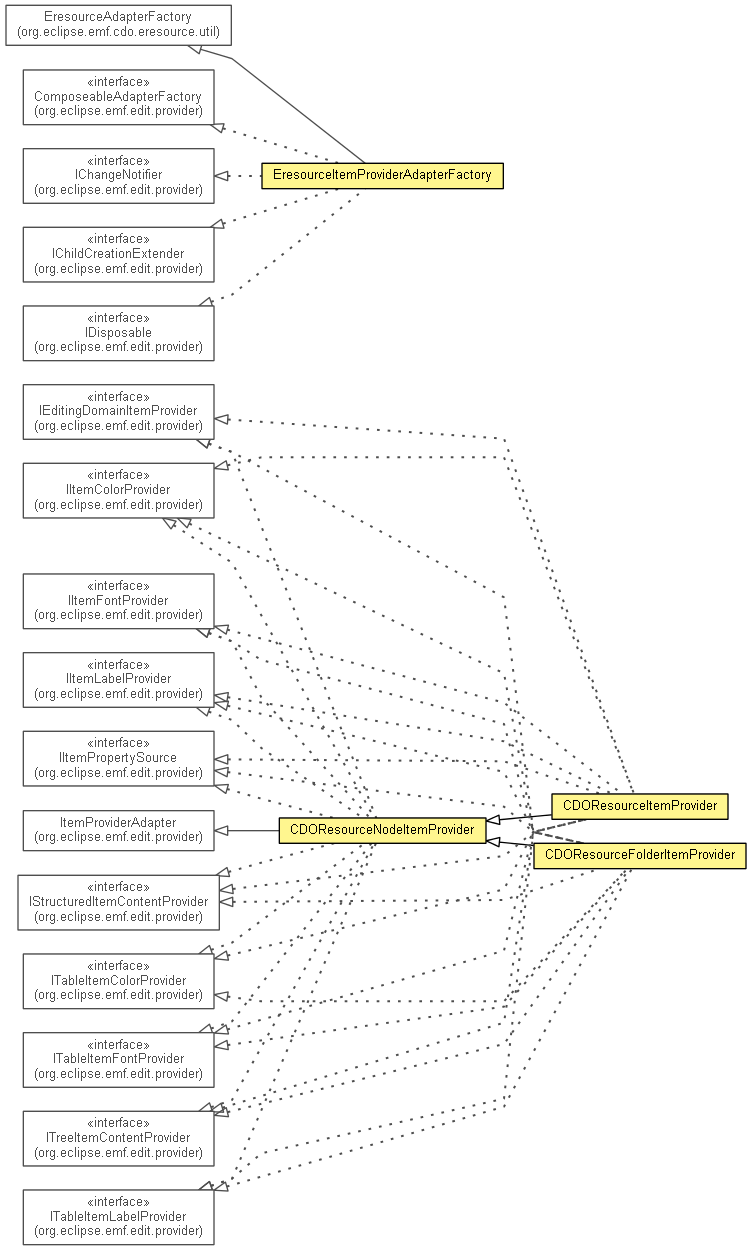 EresourceAdapterFactory
(org.eclipse.emf.cdo.eresource.util)
«interface»
ComposeableAdapterFactory
(org.eclipse.emf.edit.provider)
«interface»
IChangeNotifier
(org.eclipse.emf.edit.provider)
EresourceItemProviderAdapterFactory
«interface»
IChildCreationExtender
(org.eclipse.emf.edit.provider)
«interface»
IDisposable
(org.eclipse.emf.edit.provider)
«interface»
IEditingDomainItemProvider
(org.eclipse.emf.edit.provider)
«interface»
IItemColorProvider
(org.eclipse.emf.edit.provider)
«interface»
IItemFontProvider
(org.eclipse.emf.edit.provider)
«interface»
IItemLabelProvider
(org.eclipse.emf.edit.provider)
«interface»
IItemPropertySource
(org.eclipse.emf.edit.provider)
CDOResourceItemProvider
ItemProviderAdapter
(org.eclipse.emf.edit.provider)
CDOResourceNodeItemProvider
CDOResourceFolderItemProvider
«interface»
IStructuredItemContentProvider
(org.eclipse.emf.edit.provider)
«interface»
ITableItemColorProvider
(org.eclipse.emf.edit.provider)
«interface»
ITableItemFontProvider
(org.eclipse.emf.edit.provider)
«interface»
ITreeItemContentProvider
(org.eclipse.emf.edit.provider)
«interface»
ITableItemLabelProvider
(org.eclipse.emf.edit.provider)